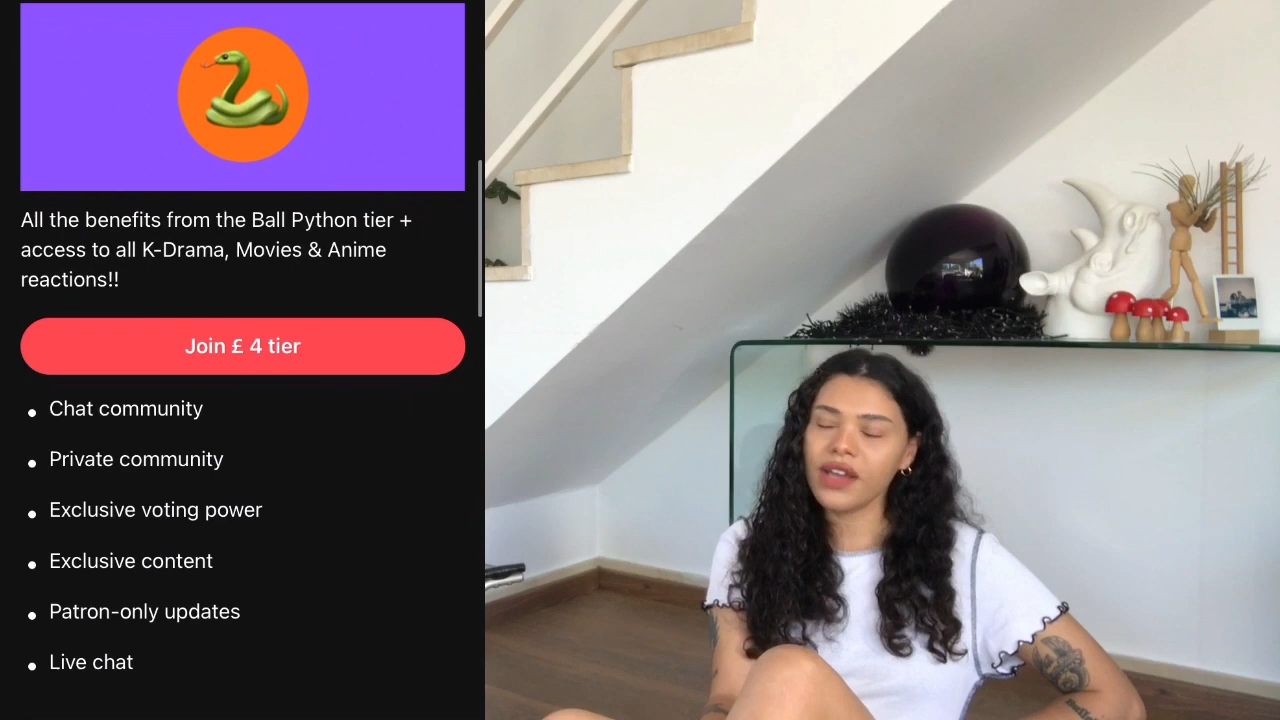 All the benefits from the Ball Python tier +
access to all K-Drama, Movies & Anime
reactions!!
Join £ 4 tier
Chat community
Private community
Exclusive voting power
Exclusive content
Patron-only updates
Live chat